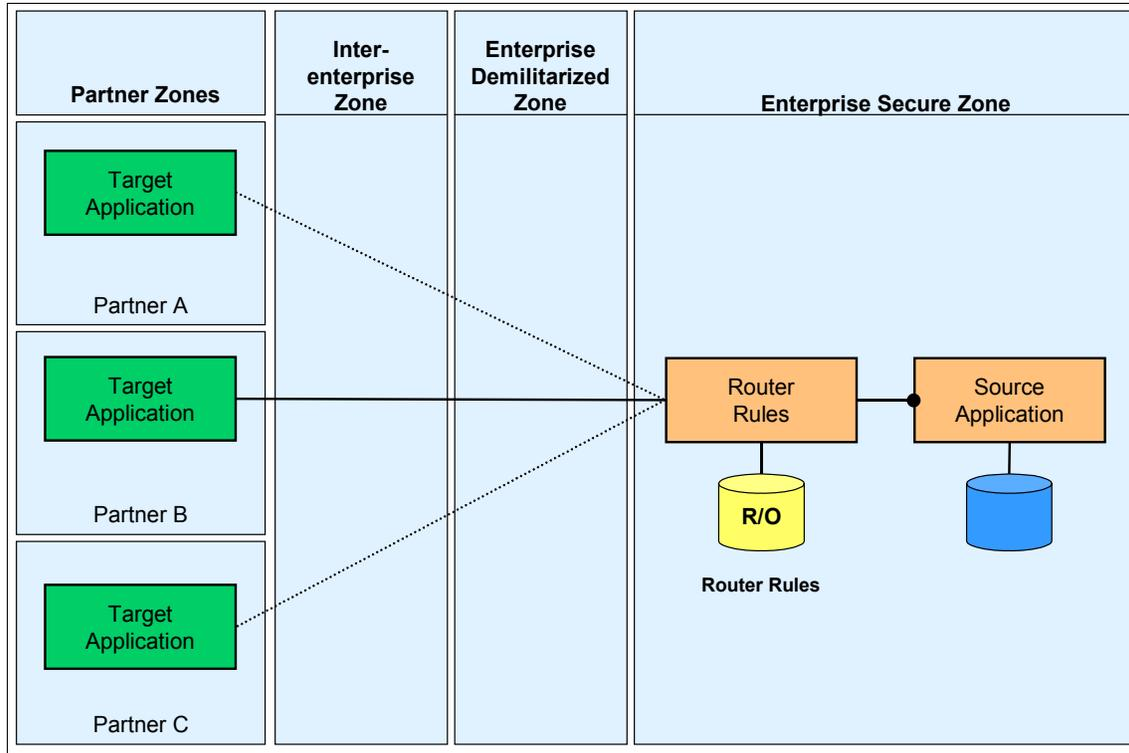 Partner Zones
Inter-
enterprise
Zone
Enterprise
Demilitarized
Zone
Enterprise Secure Zone
Target
Application
Partner A
Target
Application
Partner B
Target
Application
Partner C
Router
Rules
Source
Application
R/O
Router Rules